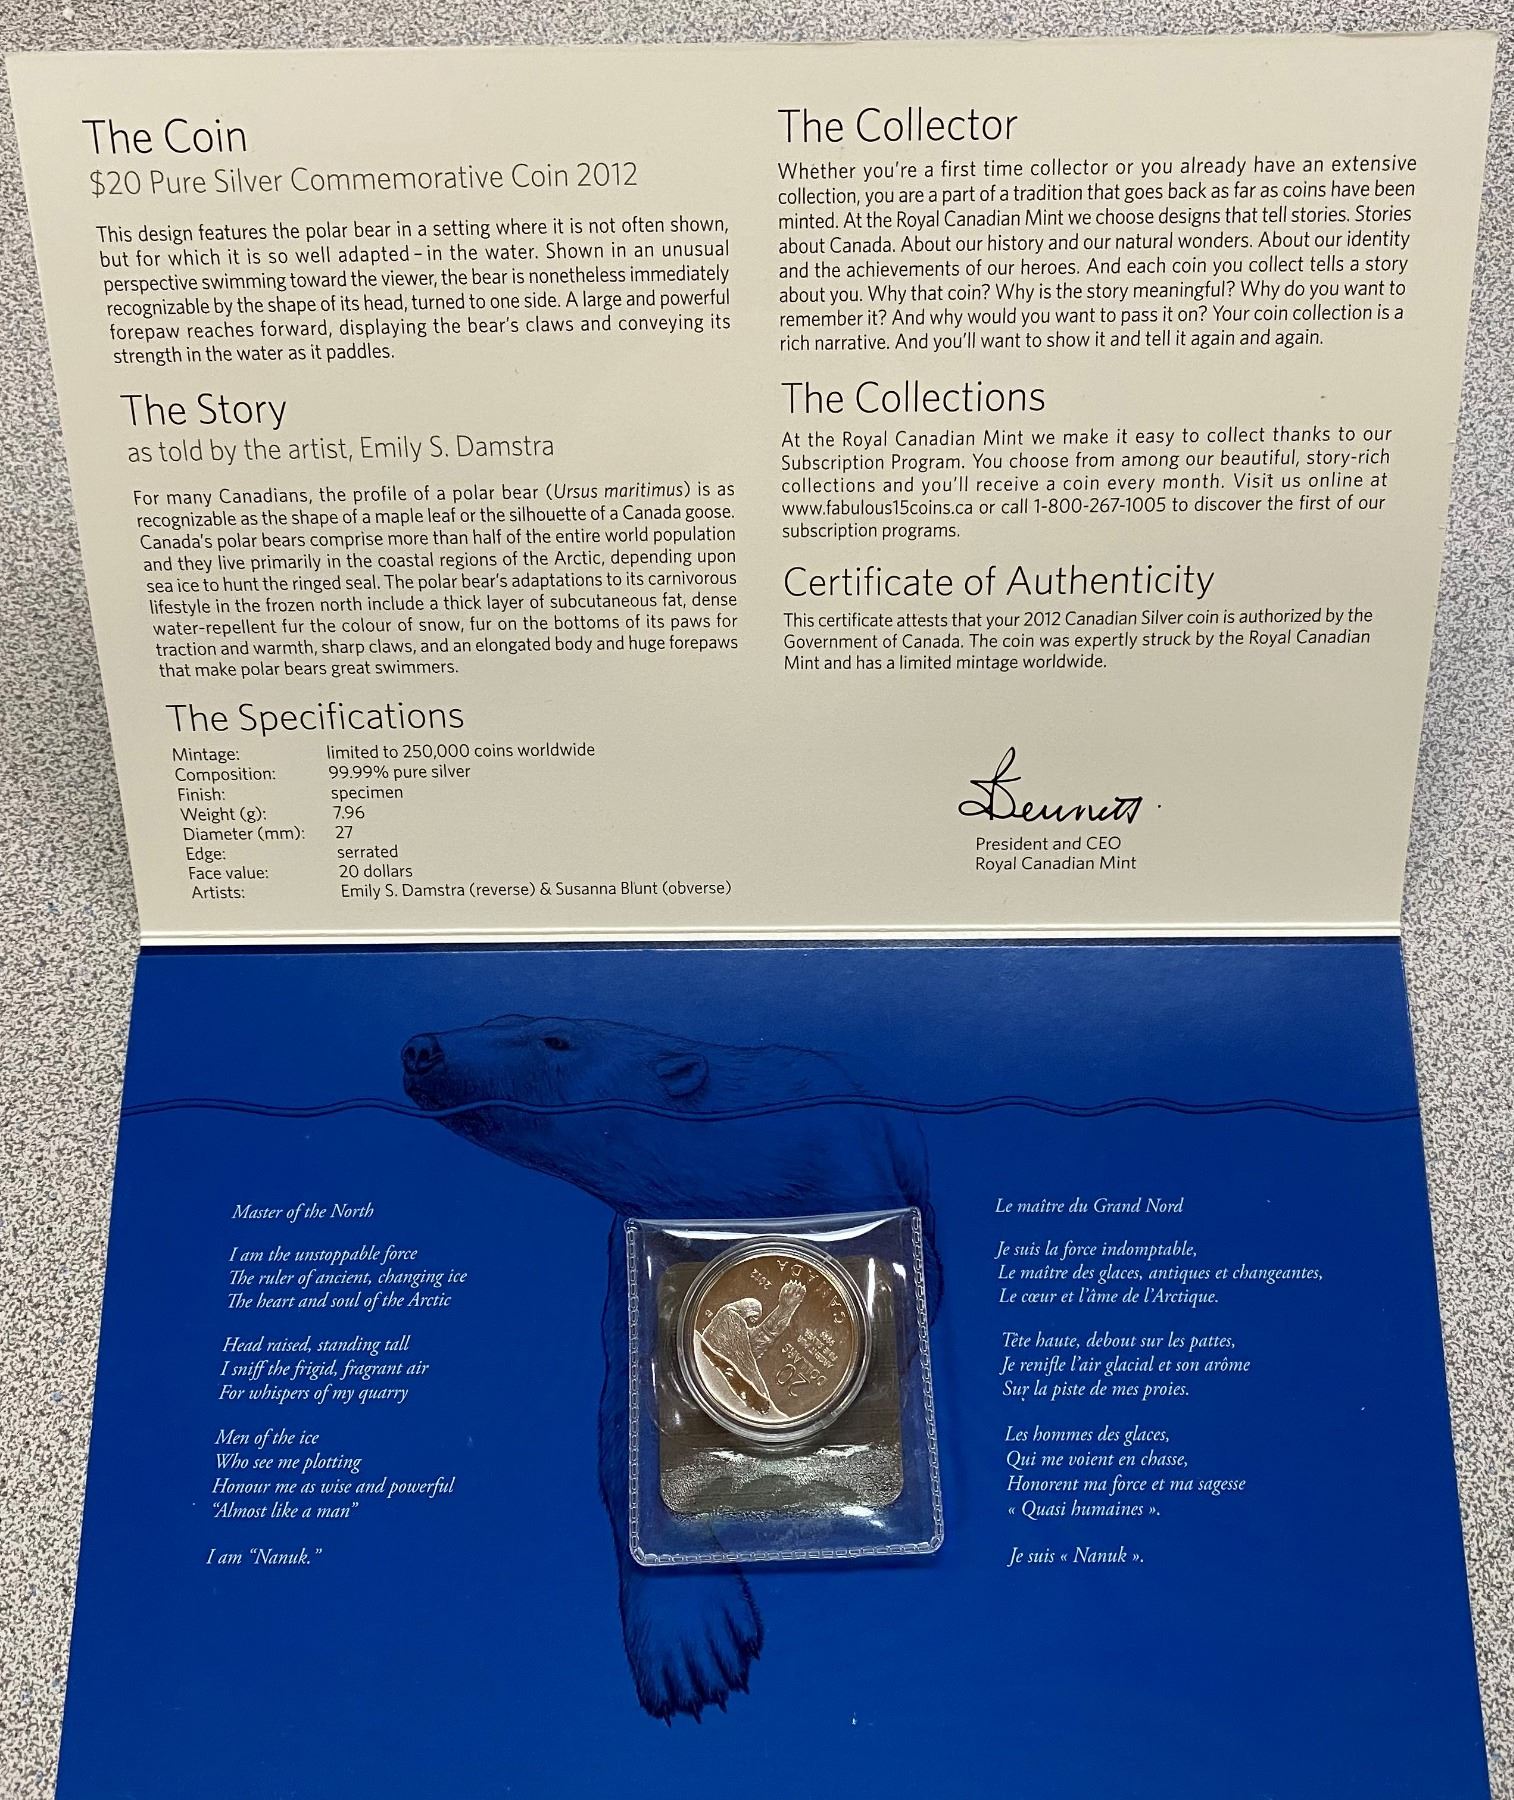 The Coin
$20 Pure Silver Commemorative Coin 2012
This design features the polar bear in a setting where it is not often shown,
but for which it is so well adapted – in the water. Shown in an unusual
perspective swimming toward the viewer, the bear is nonetheless immediately
recognizable by the shape of its head, turned to one side. A large and powerful
forepaw reaches forward, displaying the bear's claws and conveying its
strength in the water as it paddles.
The Story
as told by the artist, Emily S. Damstra
For many Canadians, the profile of a polar bear (Ursus maritimus) is as
recognizable as the shape of a maple leaf or the silhouette of a Canada goose.
Canada's polar bears comprise more than half of the entire world population
and they live primarily in the coastal regions of the Arctic, depending upon
sea ice to hunt the ringed seal. The polar bear's adaptations to its carnivorous
lifestyle in the frozen north include a thick layer of subcutaneous fat, dense
water-repellent fur the colour of snow, fur on the bottoms of its paws for
traction and warmth, sharp claws, and an elongated body and huge forepaws
that make polar bears great swimmers.
The Specifications
Mintage: limited to 250,000 coins worldwide
Composition: 99.99% pure silver
Finish: specimen
Weight (g): 7.96
Diameter (mm): 27
Edge: serrated
Face value: 20 dollars
Artists: Emily S. Damstra (reverse) & Susanna Blunt (obverse)
The Collector
Whether you're a first time collector or you already have an extensive
collection, you are a part of a tradition that goes back as far as coins have been
minted. At the Royal Canadian Mint we choose designs that tell stories. Stories
about Canada. About our history and our natural wonders. About our identity
and the achievements of our heroes. And each coin you collect tells a story
about you. Why that coin? Why is the story meaningful? Why do you want to
remember it? And why would you want to pass it on? Your coin collection is a
rich narrative. And you'll want to show it and tell it again and again.
The Collections
At the Royal Canadian Mint we make it easy to collect thanks to our
Subscription Program. You choose from among our beautiful, story-rich
collections and you'll receive a coin every month. Visit us online at
www.fabulous15coins.ca or call 1-800-267-1005 to discover the first of our
subscription programs.
Certificate of Authenticity
This certificate attests that your 2012 Canadian Silver coin is authorized by the
Government of Canada. The coin was expertly struck by the Royal Canadian
Mint and has a limited mintage worldwide.
Bennett
President and CEO
Royal Canadian Mint
Master of the North
I am the unstoppable force
The ruler of ancient, changing ice
The heart and soul of the Arctic
Head raised, standing tall
I sniff the frigid, fragrant air
For whispers of my quarry
Men of the ice
Who see me plotting
Honour me as wise and powerful
“Almost like a man”
I am “Nanuk.”
CANADA
2012
20
DOLLARS
FINE SILVER
ARGENT PUR
9999
Le maître du Grand Nord
Je suis la force indomptable,
Le maître des glaces, antiques et changeantes,
Le cœur et l'âme de l'Arctique.
Tête haute, debout sur les pattes,
Je renifle l'air glacial et son arôme
Sur la piste de mes proies.
Les hommes des glaces,
Qui me voient en chasse,
Honorent ma force et ma sagesse
« Quasi humaines ».
Je suis « Nanuk ».